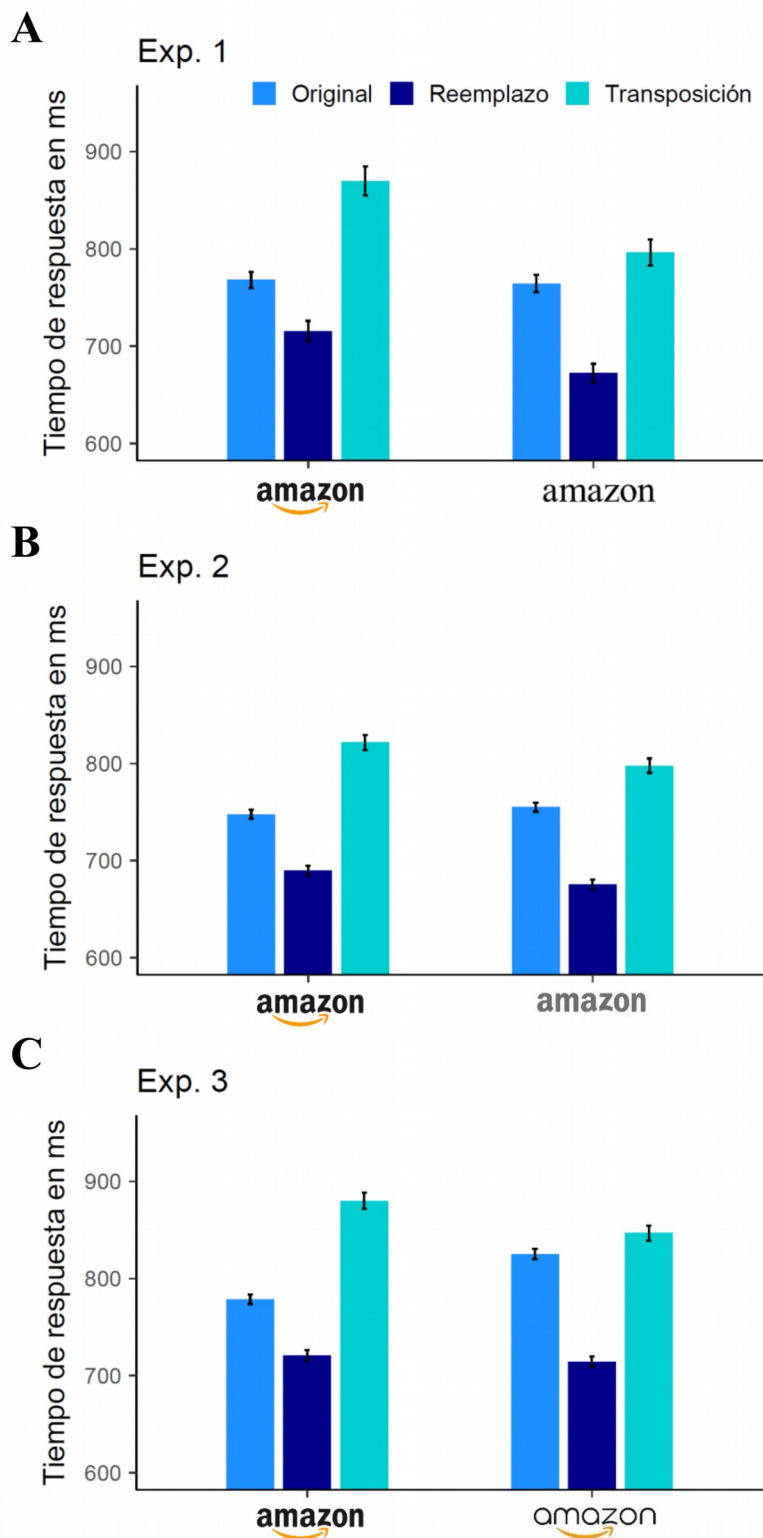 A
Exp. 1
Original Reemplazo Transposición
Tiempo de respuesta en ms
900
800
700
600
amazon amazon
B
Exp. 2
Tiempo de respuesta en ms
900
800
700
600
amazon amazon
C
Exp. 3
Tiempo de respuesta en ms
900
800
700
600
amazon amazon